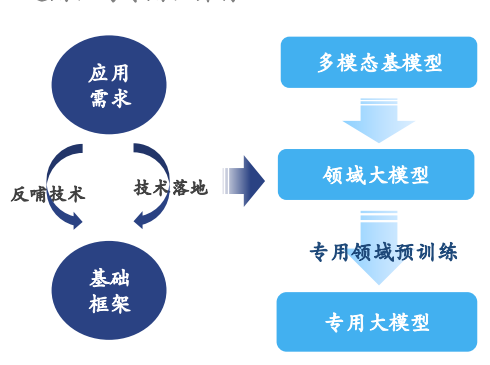 应用
需求
反哺技术
技术落地
基础
框架
多模态基模型
领域大模型
专用领域预训练
专用大模型